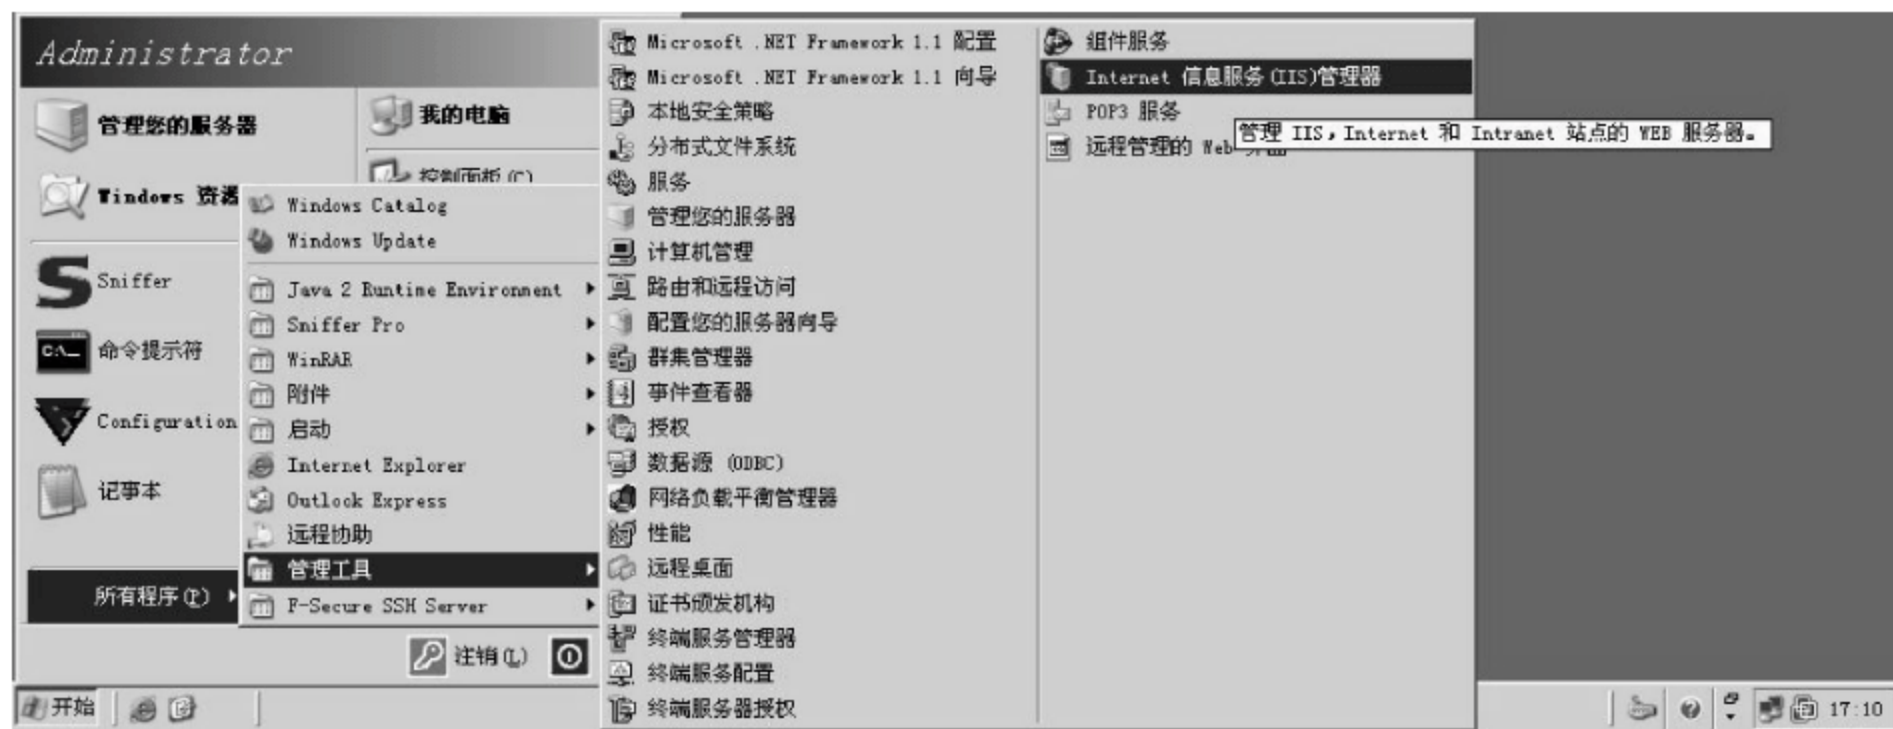 Administrator
管理您的服务器
我的电脑
控制面板(C)
Windows 资源
Sniffer
命令提示符
Configuration
记事本
所有程序(P)
注销(L)
Windows Catalog
Windows Update
Java 2 Runtime Environment
Sniffer Pro
WinRAR
附件
启动
Internet Explorer
Outlook Express
远程协助
管理工具
F-Secure SSH Server
Microsoft .NET Framework 1.1 配置
Microsoft .NET Framework 1.1 向导
本地安全策略
分布式文件系统
服务
管理您的服务器
计算机管理
路由和远程访问
配置您的服务器向导
群集管理器
事件查看器
授权
数据源 (ODBC)
网络负载平衡管理器
性能
远程桌面
证书颁发机构
终端服务管理器
终端服务配置
终端服务器授权
组件服务
Internet 信息服务(IIS)管理器
POP3 服务
管理 IIS，Internet 和 Intranet 站点的 WEB 服务器。
远程管理的 Web 界面
开始
17:10